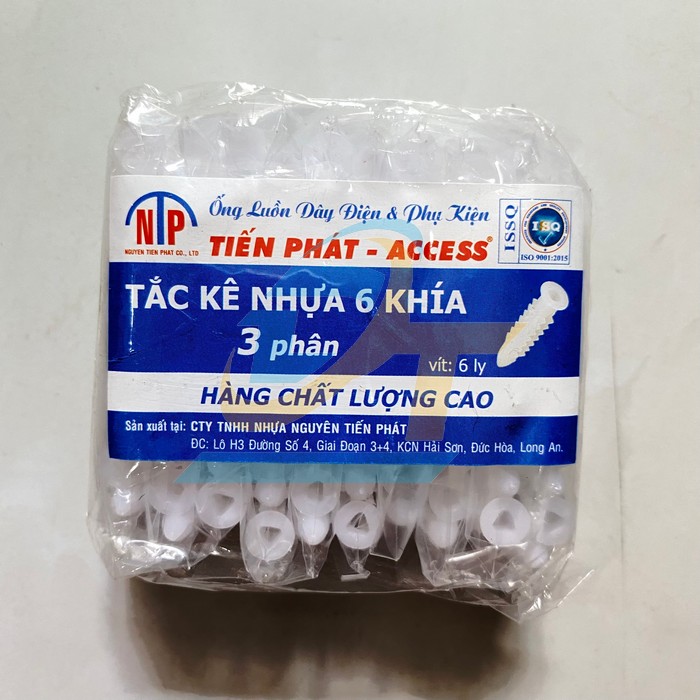 NTP
NGUYEN TIEN PHAT CO., LTD
Ống Luồn Dây Điện & Phụ Kiện
TIẾN PHÁT - ACCESS®
ISSQ
ISSQ
ISO 9001:2015
TẮC KÊ NHỰA 6 KHÍA
3 phân
vít: 6 ly
HÀNG CHẤT LƯỢNG CAO
Sản xuất tại: CTY TNHH NHỰA NGUYÊN TIẾN PHÁT
ĐC: Lô H3 Đường Số 4, Giai Đoạn 3+4, KCN Hải Sơn, Đức Hòa, Long An.